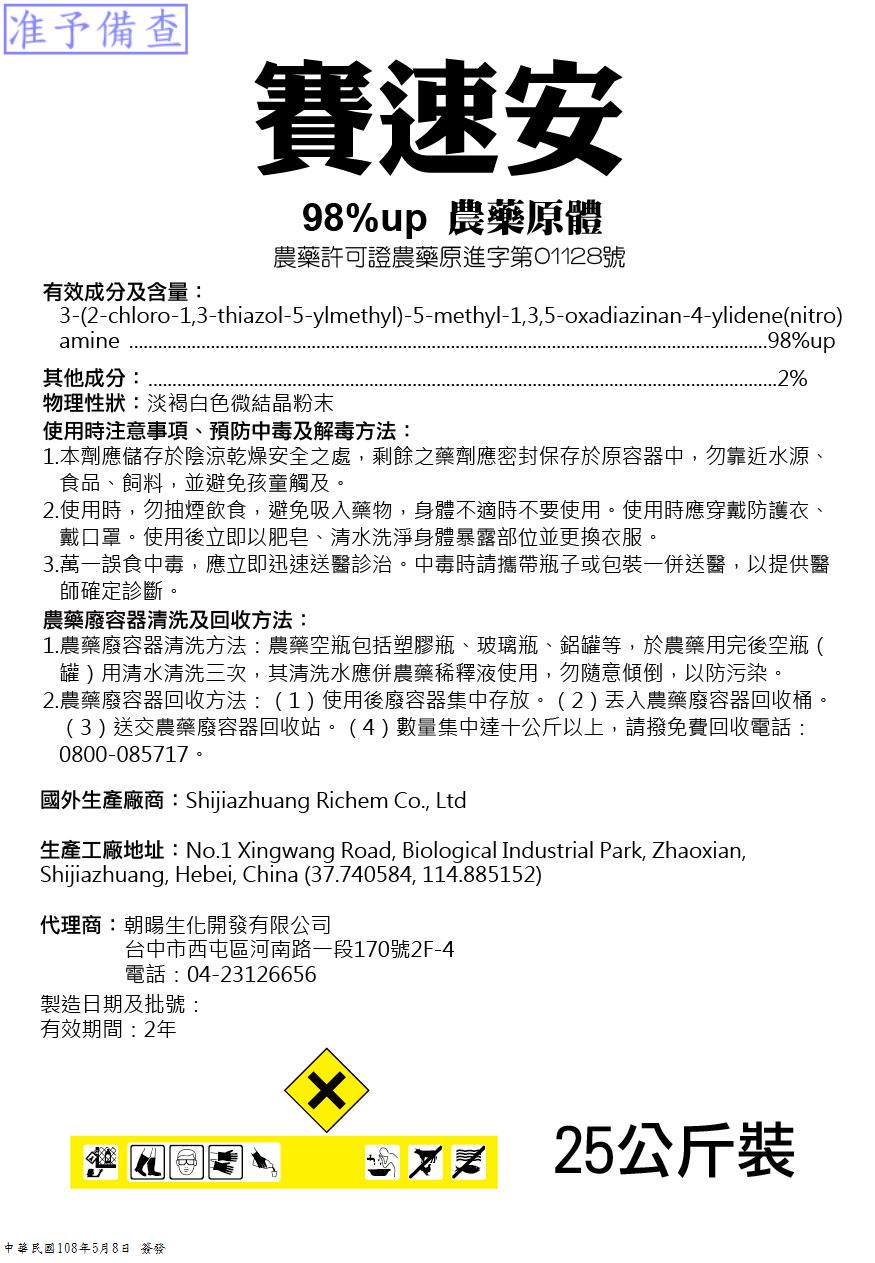 准予備查
賽速安
98%up 農藥原體
農藥許可證農藥原進字第01128號
有效成分及含量：
3-(2-chloro-1,3-thiazol-5-ylmethyl)-5-methyl-1,3,5-oxadiazinan-4-ylidene(nitro)
amine ........................................................................................................98%up
其他成分：........................................................................................................2%
物理性狀：淡褐白色微結晶粉末
使用時注意事項、預防中毒及解毒方法：
1.本劑應儲存於陰涼乾燥安全之處，剩餘之藥劑應密封保存於原容器中，勿靠近水源、
食品、飼料，並避免孩童觸及。
2.使用時，勿抽煙飲食，避免吸入藥物，身體不適時不要使用。使用時應穿戴防護衣、
戴口罩。使用後立即以肥皂、清水洗淨身體暴露部位並更換衣服。
3.萬一誤食中毒，應立即迅速送醫診治。中毒時請攜帶瓶子或包裝一併送醫，以提供醫
師確定診斷。
農藥廢容器清洗及回收方法：
1.農藥廢容器清洗方法：農藥空瓶包括塑膠瓶、玻璃瓶、鋁罐等，於農藥用完後空瓶（
罐）用清水清洗三次，其清洗水應併農藥稀釋液使用，勿隨意傾倒，以防污染。
2.農藥廢容器回收方法：（1）使用後廢容器集中存放。（2）丟入農藥廢容器回收桶。
（3）送交農藥廢容器回收站。（4）數量集中達十公斤以上，請撥免費回收電話：
0800-085717。
國外生產廠商：Shijiazhuang Richem Co., Ltd
生產工廠地址：No.1 Xingwang Road, Biological Industrial Park, Zhaoxian,
Shijiazhuang, Hebei, China (37.740584, 114.885152)
代理商：朝暘生化開發有限公司
台中市西屯區河南路一段170號2F-4
電話：04-23126656
製造日期及批號：
有效期間：2年
25公斤裝
中華民國108年5月8日 簽發